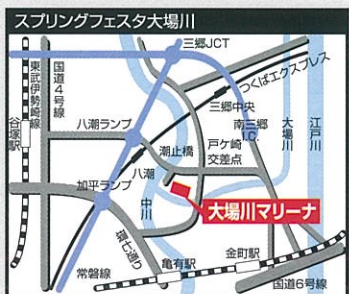 スプリングフェスタ大場川
三郷JCT
つくばエクスプレス
東武伊勢崎線
国道4号線
谷塚駅
八潮ランプ
三郷中央
潮止橋
南三郷I.C.
大場川
江戸川
戸ケ崎
交差点
八潮
加平ランプ
中川
大場川マリーナ
環七通り
常磐線
亀有駅
金町駅
国道6号線